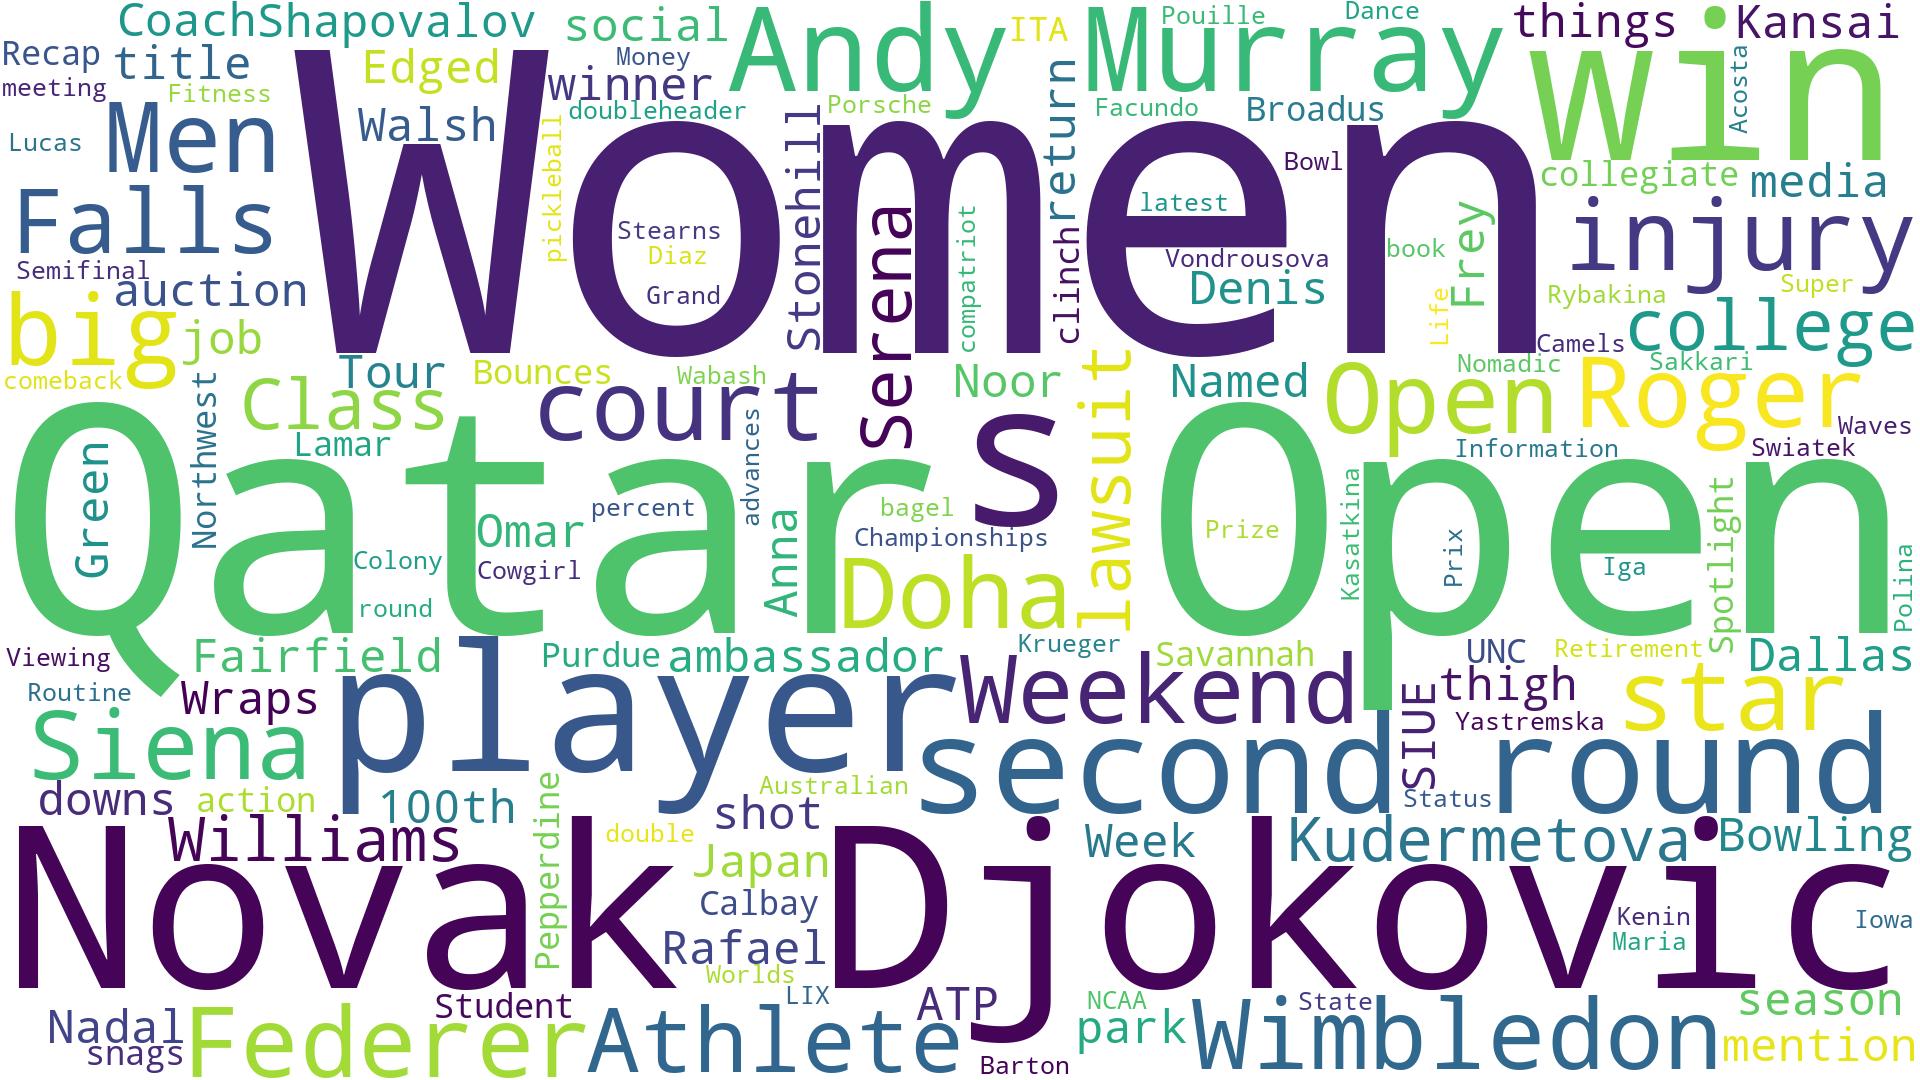 Coach
Shapovalov
social
Andy
ITA
Murray
Pouille
Dance
things
Kansai
Recap
title
Edged
Money
winner
win
Acosta
meeting
Fitness
doubleheader
Porsche
Facundo
Broadus
Men
Walsh
Women
Lucas
pickleball
Stonehill
return
Bowl
collegiate
media
Falls
Stearns
Diaz
Grand
Serena
compatriot
clinch
latest
Vondrousova
Denis
book
Life
Frey
injury
Semifinal
auction
Rybakina
Super
big
job
Camels
college
comeback
Tour
Bounces
Wabash
Noor
lawsuit
Named
Nomadic
Sakkari
Northwest
Class
court
Open
Roger
Waves
Lamar
advances
s
Information
Swiatek
Green
Qatar Open
Omar
percent
bagel
Championships
Prize
Kasatkina
Prix
Iga
Spotlight
Polina
Colony
Cowgirl
Anna
Doha
round
Viewing
Fairfield
Purdue
ambassador
Krueger
Savannah
UNC
Retirement
Dallas
Routine
Wraps
player
Weekend
SIUE
thigh
star
Yastremska
Siena
second round
downs
action
100th
Pepperdine
Australian
shot
Status
Williams
double
Japan
Week
Kudermetova
Bowling
Novak Djokovic
Calbay
Kenin
Iowa
Rafael
Maria
Worlds
Student
LIX
ATP
NCAA
State
season
Nadal
snags
Federer
Athlete
park
Wimbledon
mention
Barton